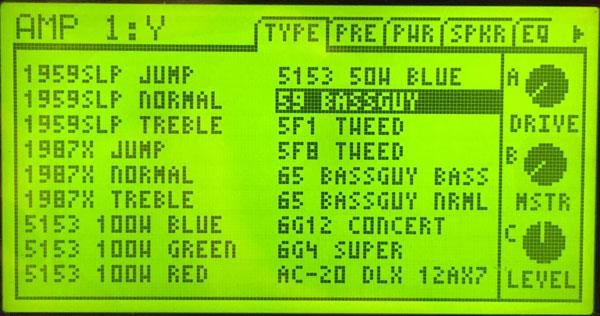 AMP 1:Y
TYPE PRE PWR SPKR EQ
1959SLP JUMP
1959SLP NORMAL
1959SLP TREBLE
1987X JUMP
1987X NORMAL
1987X TREBLE
5153 100W BLUE
5153 100W GREEN
5153 100W RED
5153 50W BLUE
59 BASSGUY
5F1 TWEED
5F8 TWEED
65 BASSGUY BASS
65 BASSGUY NRML
6G12 CONCERT
6G4 SUPER
AC-20 DLX 12AX7
A
DRIVE
B
MSTR
C
LEVEL